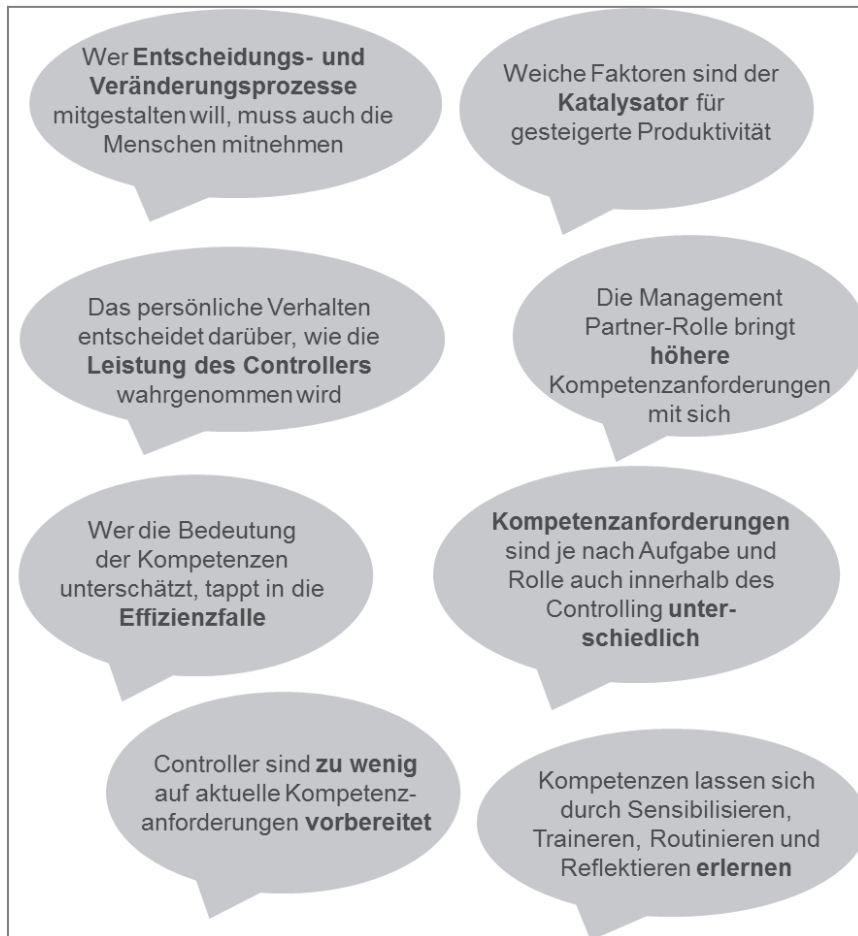 Wer Entscheidungs- und
Veränderungsprozesse
mitgestalten will, muss auch die
Menschen mitnehmen
Weiche Faktoren sind der
Katalysator für
gesteigerte Produktivität
Das persönliche Verhalten
entscheidet darüber, wie die
Leistung des Controllers
wahrgenommen wird
Die Management
Partner-Rolle bringt
höhere
Kompetenzanforderungen
mit sich
Wer die Bedeutung
der Kompetenzen
unterschätzt, tappt in die
Effizienzfalle
Kompetenzanforderungen
sind je nach Aufgabe und
Rolle auch innerhalb des
Controlling unter-
schiedlich
Controller sind zu wenig
auf aktuelle Kompetenz-
anforderungen vorbereitet
Kompetenzen lassen sich
durch Sensibilisieren,
Traineren, Routinieren und
Reflektieren erlernen